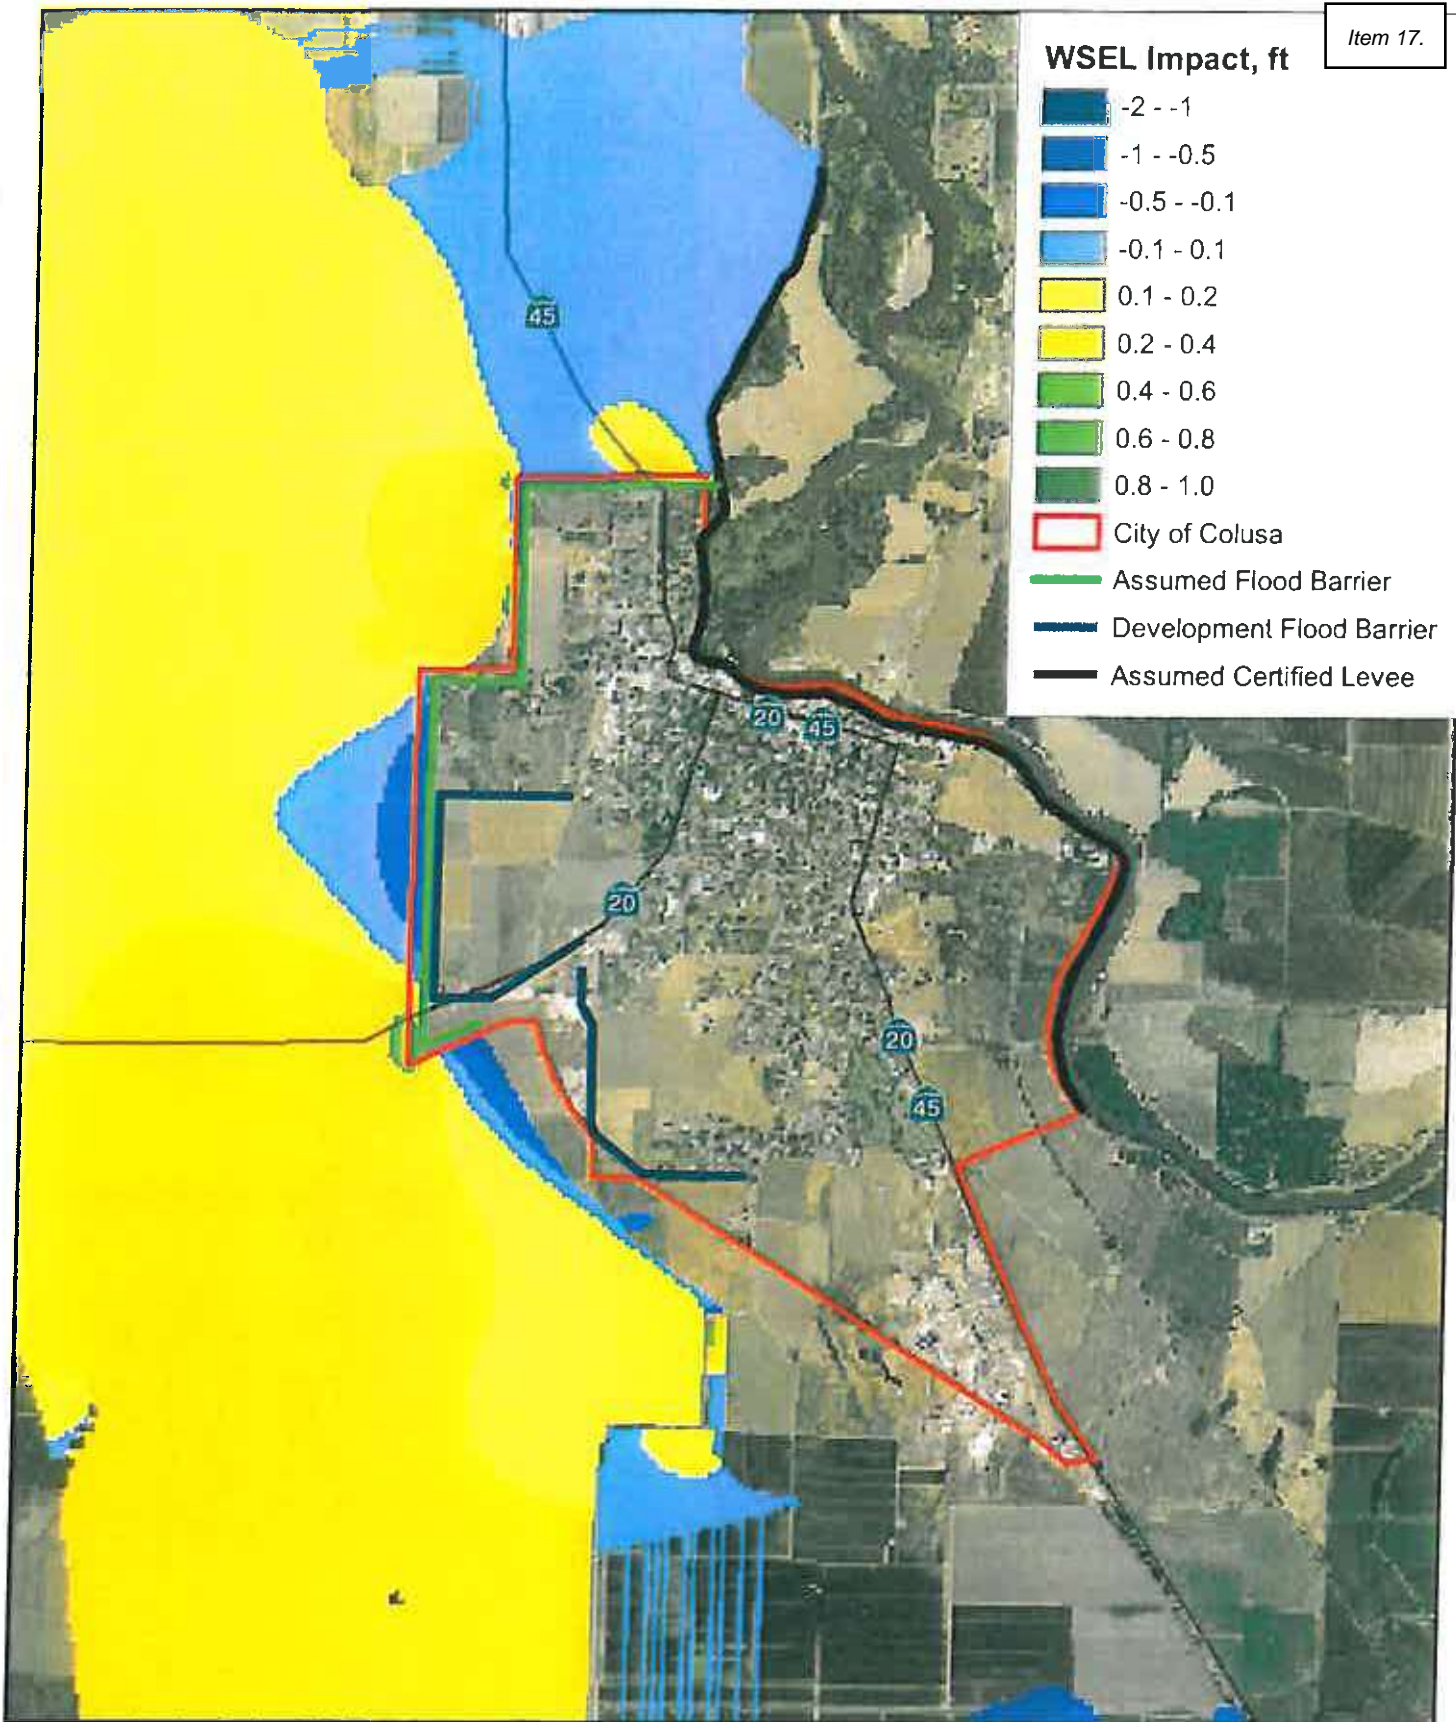 Item 17.
WSEL Impact, ft
-2 - -1
-1 - -0.5
-0.5 - -0.1
-0.1 - 0.1
0.1 - 0.2
0.2 - 0.4
0.4 - 0.6
0.6 - 0.8
0.8 - 1.0
City of Colusa
Assumed Flood Barrier
Development Flood Barrier
Assumed Certified Levee
45
20
45
20
20
45